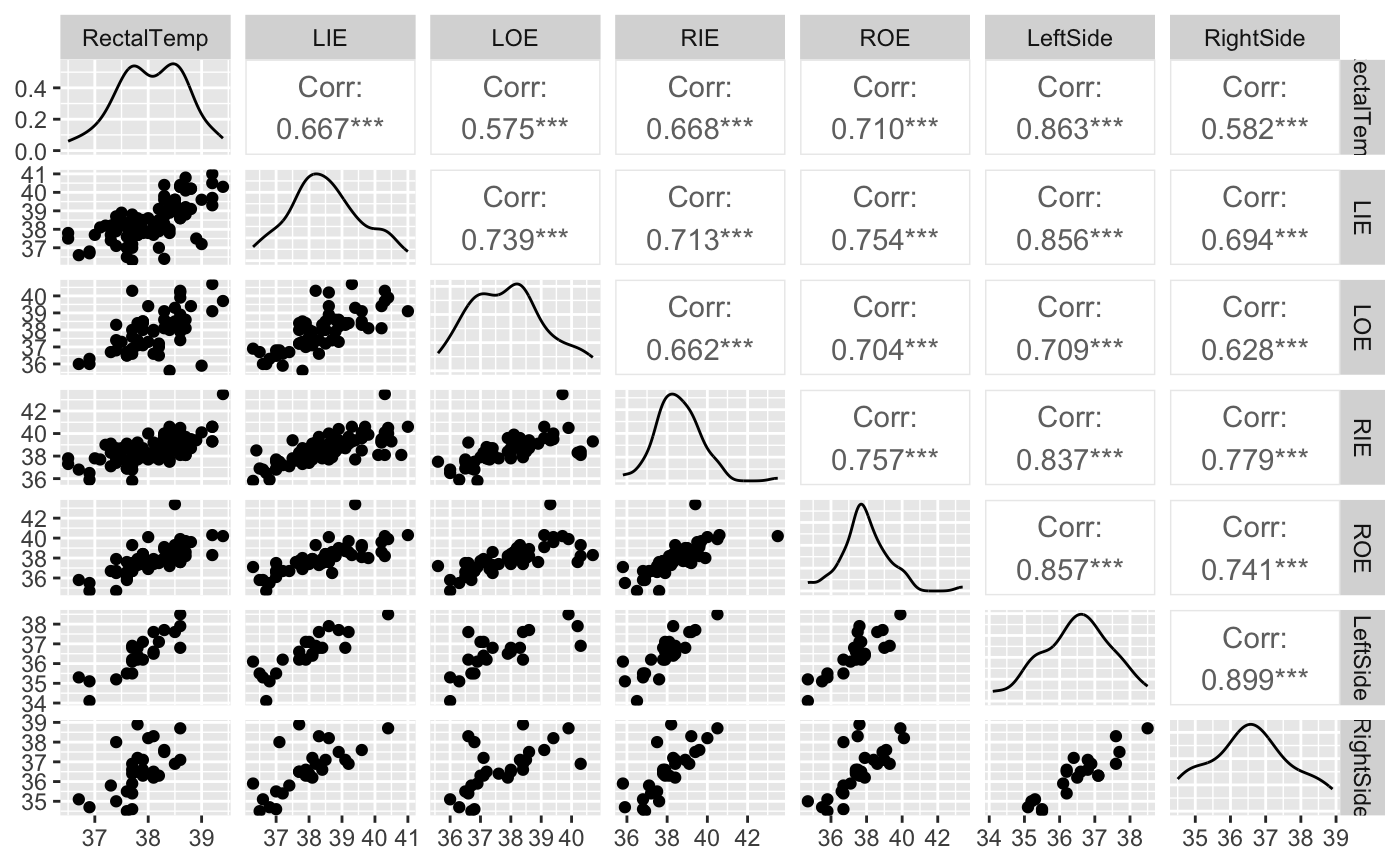 RectalTemp LIE LOE RIE ROE LeftSide RightSide
Corr: Corr: Corr: Corr: Corr: Corr:
0.667*** 0.575*** 0.668*** 0.710*** 0.863*** 0.582***
0.4
0.2
0.0
ectalTem
Corr: Corr: Corr: Corr: Corr:
0.739*** 0.713*** 0.754*** 0.856*** 0.694***
41
40
39
38
37
LIE
Corr: Corr: Corr: Corr:
0.662*** 0.704*** 0.709*** 0.628***
40
39
38
37
36
LOE
Corr: Corr: Corr:
0.757*** 0.837*** 0.779***
42
40
38
36
RIE
Corr: Corr:
0.857*** 0.741***
42
40
38
36
ROE
Corr:
0.899***
38
37
36
35
34
LeftSide
39
38
37
36
35
RightSide
37 38 39 37 38 39 40 41 36 37 38 39 40 36 38 40 42 36 38 40 42 34 35 36 37 38 35 36 37 38 39